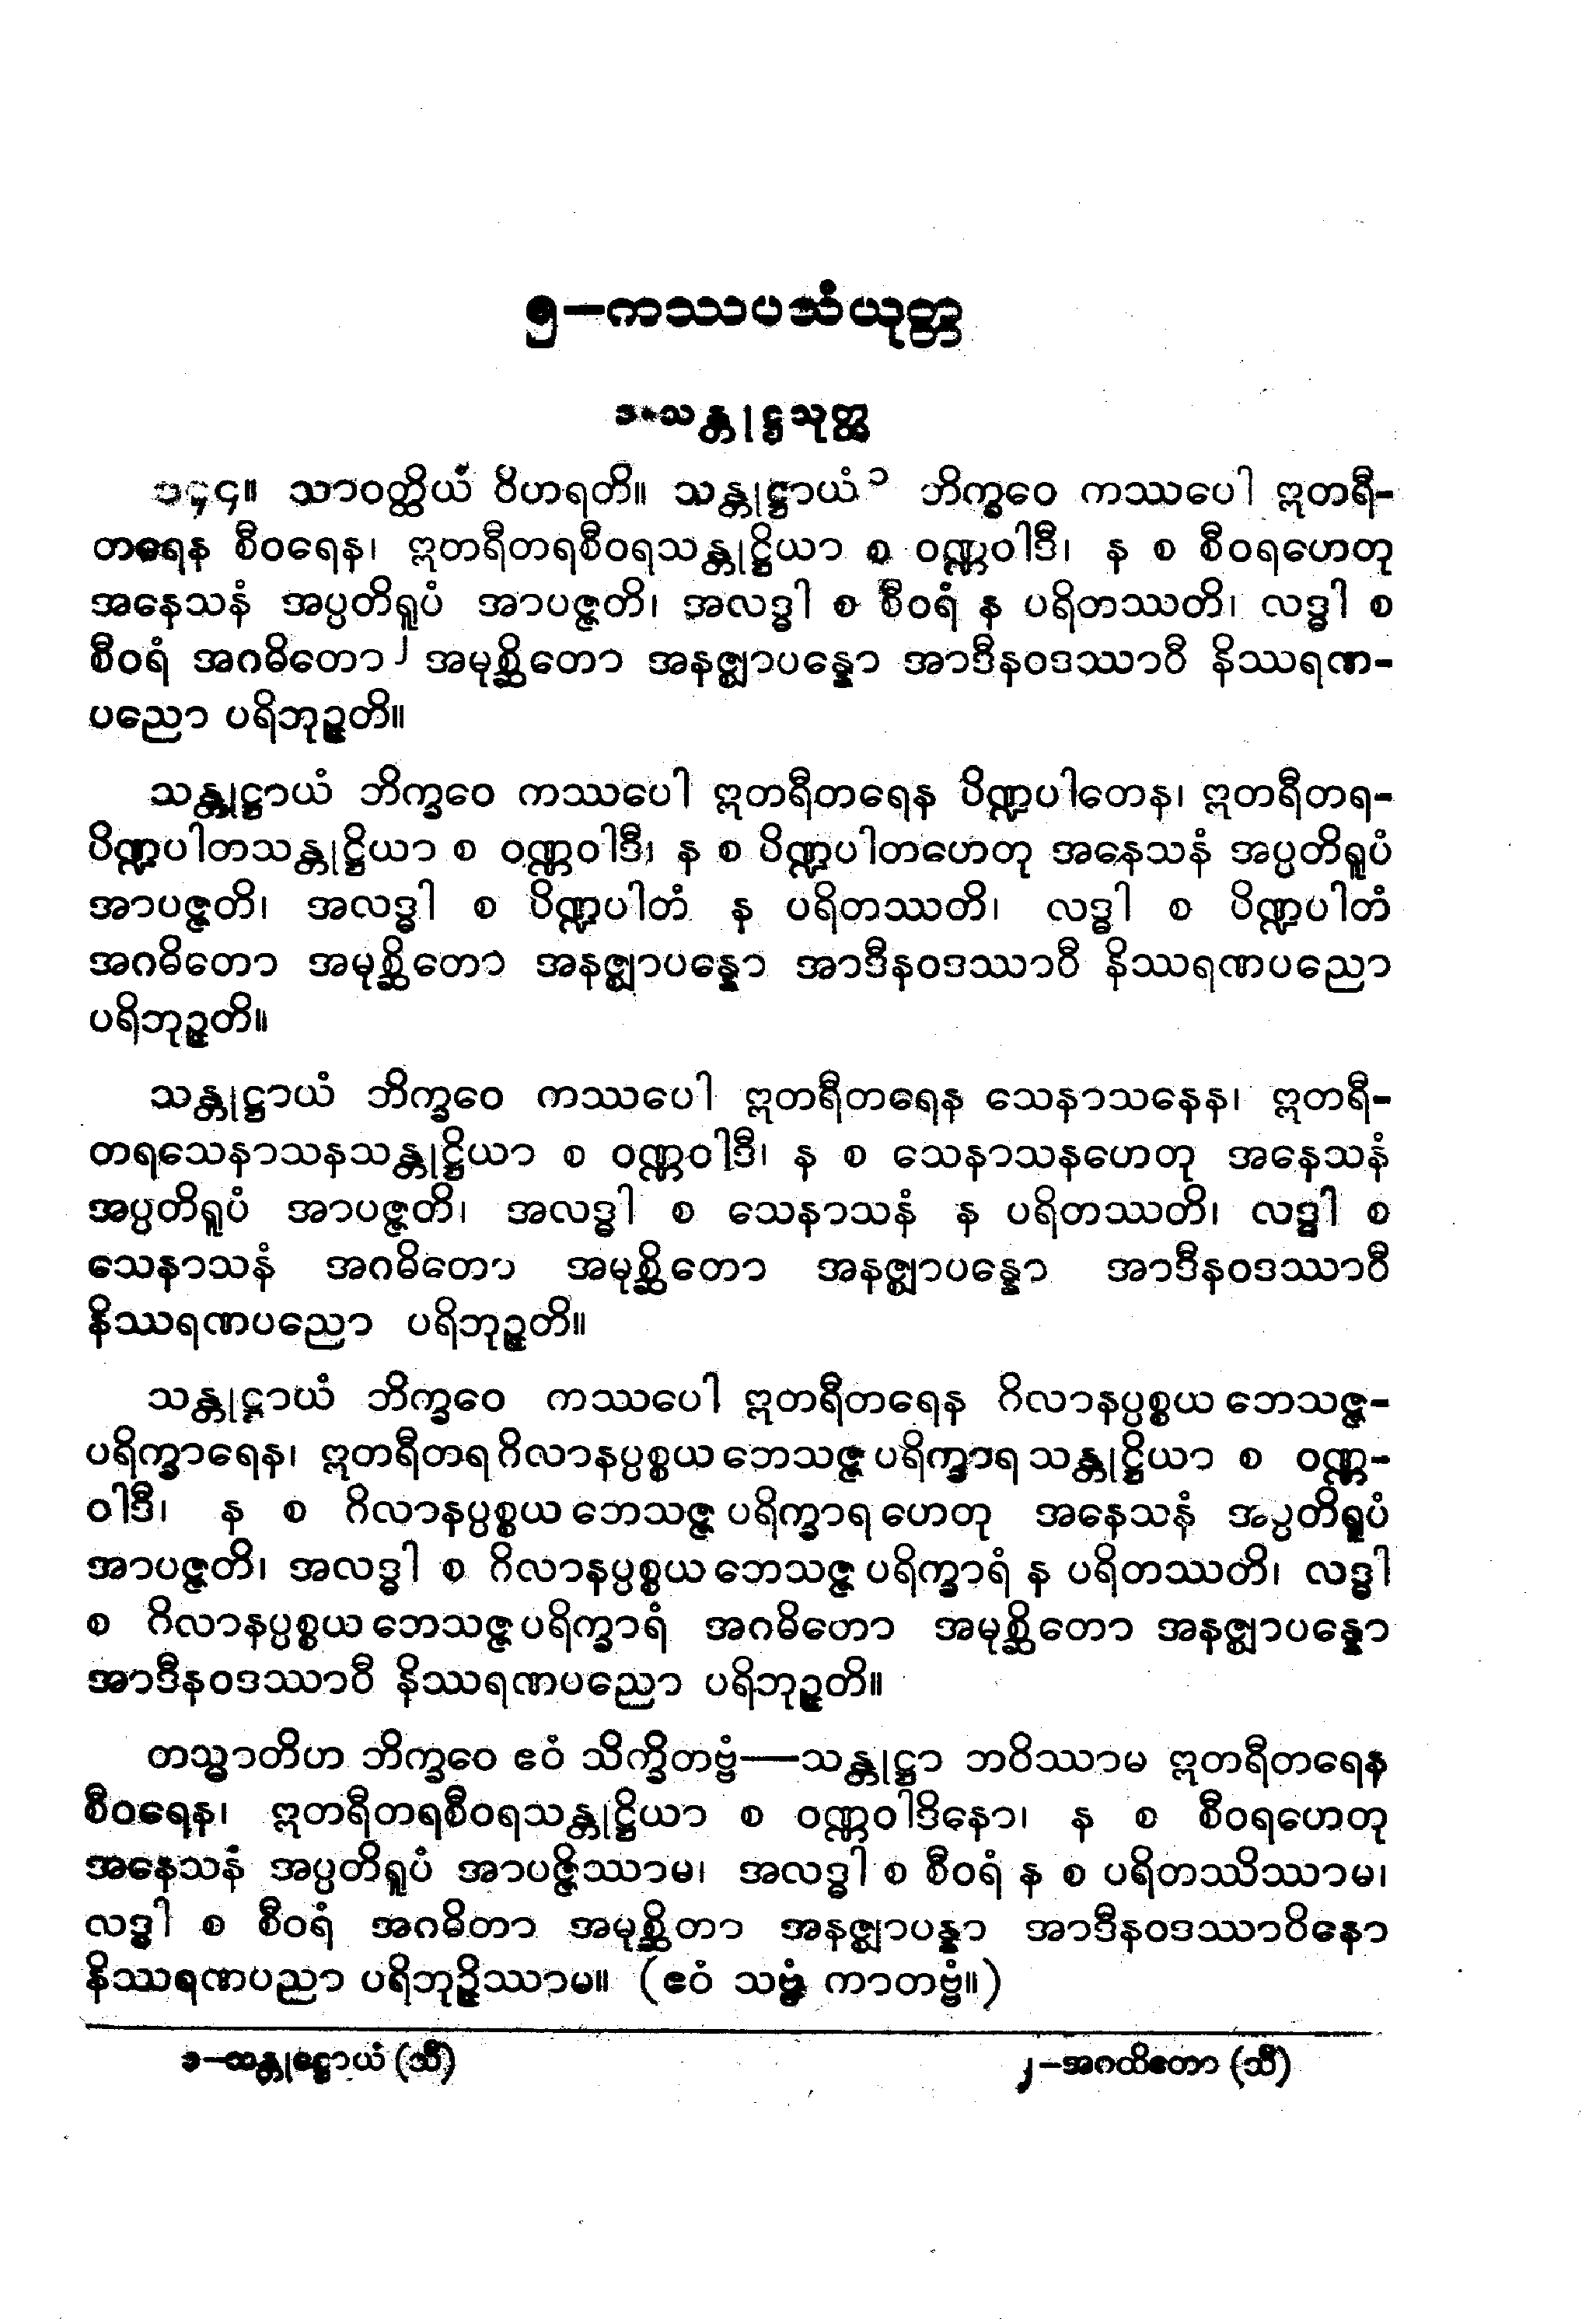 ၅–ကဿပသံယုတ္တ
၁-သန္တုဋ္ဌသုတ္တ
၁၄၄။ သာဝတ္ထိယံ ဝိဟရတိ။ သန္တုဋ္ဌာယံ၁ ဘိက္ခဝေ ကဿပေါ ဣတရီ-
တရေန စီဝရေန၊ ဣတရီတရစီဝရသန္တုဋ္ဌိယာ စ ဝဏ္ဏဝါဒီ၊ န စ စီဝရဟေတု
အနေသနံ အပ္ပတိရူပံ အာပဇ္ဇတိ၊ အလဒ္ဓါ စ စီဝရံ န ပရိတဿတိ၊ လဒ္ဓါ စ
စီဝရံ အဂဓိတော၂ အမုစ္ဆိတော အနဇ္ဈာပန္နော အာဒီနဝဒဿာဝီ နိဿရဏ-
ပညော ပရိဘုဉ္ဇတိ။
သန္တုဋ္ဌာယံ ဘိက္ခဝေ ကဿပေါ ဣတရီတရေန ပိဏ္ဍပါတေန၊ ဣတရီတရ-
ပိဏ္ဍပါတသန္တုဋ္ဌိယာ စ ဝဏ္ဏဝါဒီ၊ န စ ပိဏ္ဍပါတဟေတု အနေသနံ အပ္ပတိရူပံ
အာပဇ္ဇတိ၊ အလဒ္ဓါ စ ပိဏ္ဍပါတံ န ပရိတဿတိ၊ လဒ္ဓါ စ ပိဏ္ဍပါတံ
အဂဓိတော အမုစ္ဆိတော အနဇ္ဈာပန္နော အာဒီနဝဒဿာဝီ နိဿရဏပညော
ပရိဘုဉ္ဇတိ။
သန္တုဋ္ဌာယံ ဘိက္ခဝေ ကဿပေါ ဣတရီတရေန သေနာသနေန၊ ဣတရီ-
တရသေနာသနသန္တုဋ္ဌိယာ စ ဝဏ္ဏဝါဒီ၊ န စ သေနာသနဟေတု အနေသနံ
အပ္ပတိရူပံ အာပဇ္ဇတိ၊ အလဒ္ဓါ စ သေနာသနံ န ပရိတဿတိ၊ လဒ္ဓါ စ
သေနာသနံ အဂဓိတော အမုစ္ဆိတော အနဇ္ဈာပန္နော အာဒီနဝဒဿာဝီ
နိဿရဏပညော ပရိဘုဉ္ဇတိ။
သန္တုဋ္ဌာယံ ဘိက္ခဝေ ကဿပေါ ဣတရီတရေန ဂိလာနပ္ပစ္စယ ဘေသဇ္ဇ-
ပရိက္ခာရေန၊ ဣတရီတရ ဂိလာနပ္ပစ္စယ ဘေသဇ္ဇ ပရိက္ခာရ သန္တုဋ္ဌိယာ စ ဝဏ္ဏ-
ဝါဒီ၊ န စ ဂိလာနပ္ပစ္စယ ဘေသဇ္ဇ ပရိက္ခာရ ဟေတု အနေသနံ အပ္ပတိရူပံ
အာပဇ္ဇတိ၊ အလဒ္ဓါ စ ဂိလာနပ္ပစ္စယ ဘေသဇ္ဇ ပရိက္ခာရံ န ပရိတဿတိ၊ လဒ္ဓါ
စ ဂိလာနပ္ပစ္စယ ဘေသဇ္ဇ ပရိက္ခာရံ အဂဓိတော အမုစ္ဆိတော အနဇ္ဈာပန္နော
အာဒီနဝဒဿာဝီ နိဿရဏပညော ပရိဘုဉ္ဇတိ။
တသ္မာတိဟ ဘိက္ခဝေ ဧဝံ သိက္ခိတဗ္ဗံ—သန္တုဋ္ဌာ ဘဝိဿာမ ဣတရီတရေန
စီဝရေန၊ ဣတရီတရစီဝရသန္တုဋ္ဌိယာ စ ဝဏ္ဏဝါဒိနော၊ န စ စီဝရဟေတု
အနေသနံ အပ္ပတိရူပံ အာပဇ္ဇိဿာမ၊ အလဒ္ဓါ စ စီဝရံ န စ ပရိတဿိဿာမ၊
လဒ္ဓါ စ စီဝရံ အဂဓိတာ အမုစ္ဆိတာ အနဇ္ဈာပန္နာ အာဒီနဝဒဿာဝိနော
နိဿရဏပညာ ပရိဘုဉ္ဇိဿာမ။ (ဧဝံ သဗ္ဗံ ကာတဗ္ဗံ။)
၁–သန္တုဋ္ဌောယံ (သီ) ၂–အဂထိတော (သီ)